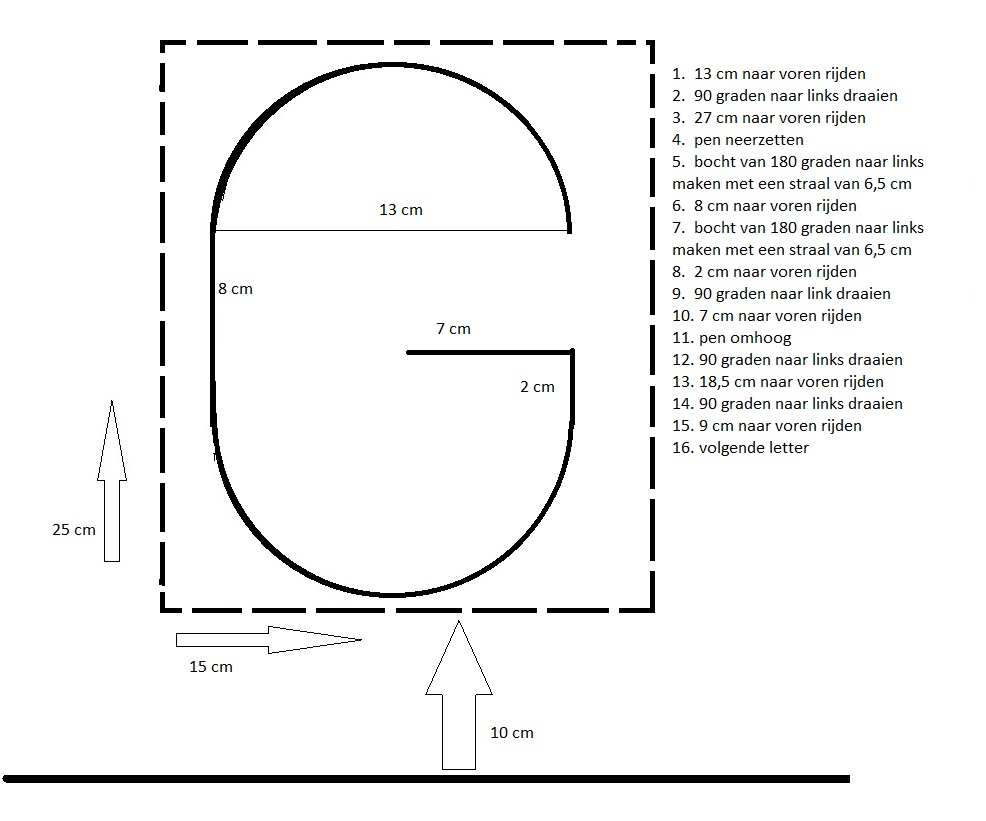 1. 13 cm naar voren rijden
2. 90 graden naar links draaien
3. 27 cm naar voren rijden
4. pen neerzetten
5. bocht van 180 graden naar links
maken met een straal van 6,5 cm
6. 8 cm naar voren rijden
7. bocht van 180 graden naar links
maken met een straal van 6,5 cm
8. 2 cm naar voren rijden
9. 90 graden naar link draaien
10. 7 cm naar voren rijden
11. pen omhoog
12. 90 graden naar links draaien
13. 18,5 cm naar voren rijden
14. 90 graden naar links draaien
15. 9 cm naar voren rijden
16. volgende letter
13 cm
8 cm
7 cm
2 cm
25 cm
15 cm
10 cm